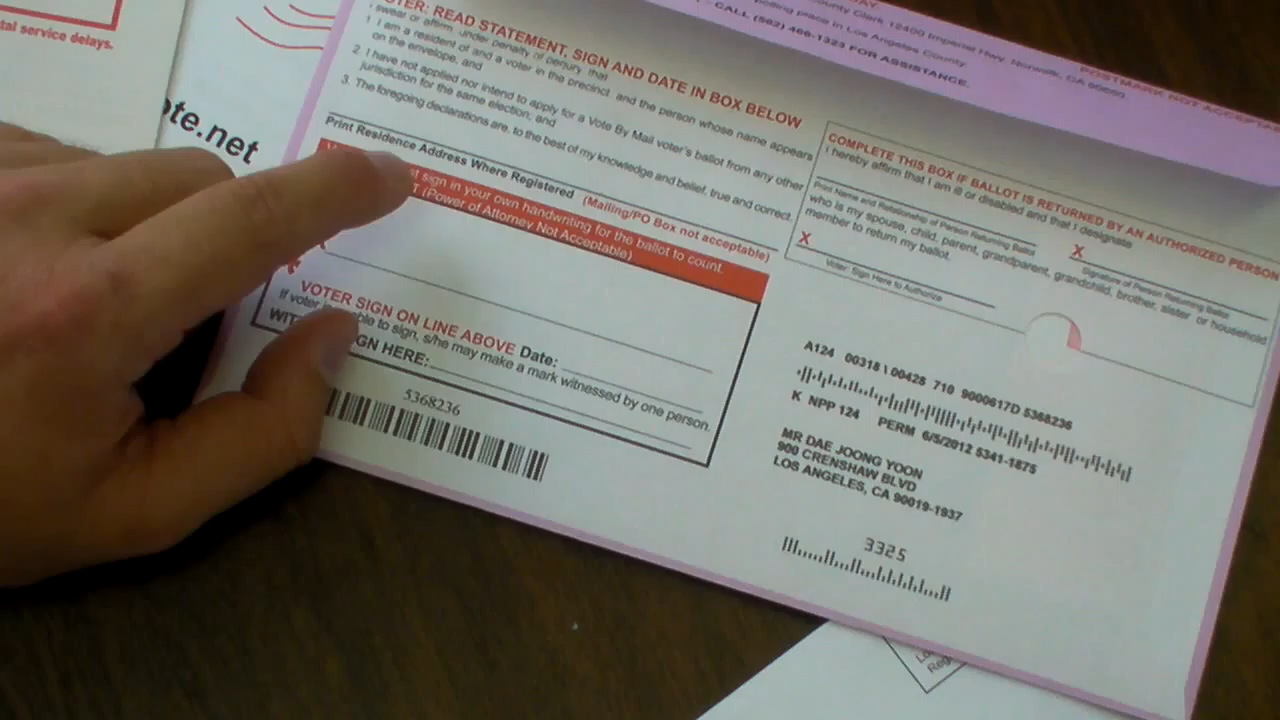 tal service delays.
ote.net
OTER: READ STATEMENT, SIGN AND DATE IN BOX BELOW
I swear or affirm, under penalty of perjury, that
1. I am a resident of and a voter in the precinct and the person whose name appears
on the envelope, and
2. I have not applied nor intend to apply for a Vote By Mail voter's ballot from any other
jurisdiction for the same election, and
3. The foregoing declarations are, to the best of my knowledge and belief, true and correct.
Print Residence Address Where Registered (Mailing/PO Box not acceptable)
sign in your own handwriting for the ballot to count.
(Power of Attorney Not Acceptable)
VOTER SIGN ON LINE ABOVE Date:
If voter is unable to sign, s/he may make a mark witnessed by one person.
GN HERE:
5368236
County Clerk 12400 Imperial Hwy. Norwalk, CA 90650
polling place in Los Angeles County.
- CALL (562) 466-1323 FOR ASSISTANCE.
POSTMARK NOT ACCEPTA
COMPLETE THIS BOX IF BALLOT IS RETURNED BY AN AUTHORIZED PERSON
I hereby affirm that I am ill or disabled and that I designate
Print Name and Relationship of Person Returning Ballot
who is my spouse, child, parent, grandparent, grandchild, brother, sister or household
member to return my ballot.
X
Voter: Sign Here to Authorize
X
Signature of Person Returning Ballot
A124 00318 \ 00428 710 9000617D 5368236
K NPP 124 PERM 6/5/2012 5341-1875
MR DAE JOONG YOON
900 CRENSHAW BLVD
LOS ANGELES, CA 90019-1937
3325